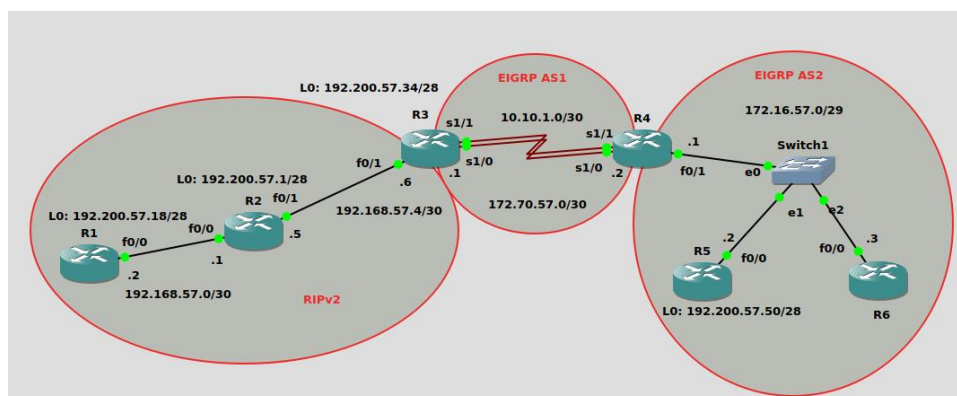 EIGRP AS1
EIGRP AS2
L0: 192.200.57.34/28
172.16.57.0/29
R3
10.10.1.0/30
R4
s1/1
s1/1
Switch1
.1
f0/1
s1/0
s1/0
f0/1
e0
.6
.1
.2
L0: 192.200.57.1/28
f0/1
172.70.57.0/30
e1
e2
R2
192.168.57.4/30
L0: 192.200.57.18/28
f0/0
.5
.2
.3
R1
f0/0
R5
f0/0
f0/0
.1
.2
192.168.57.0/30
RIPv2
L0: 192.200.57.50/28
R6